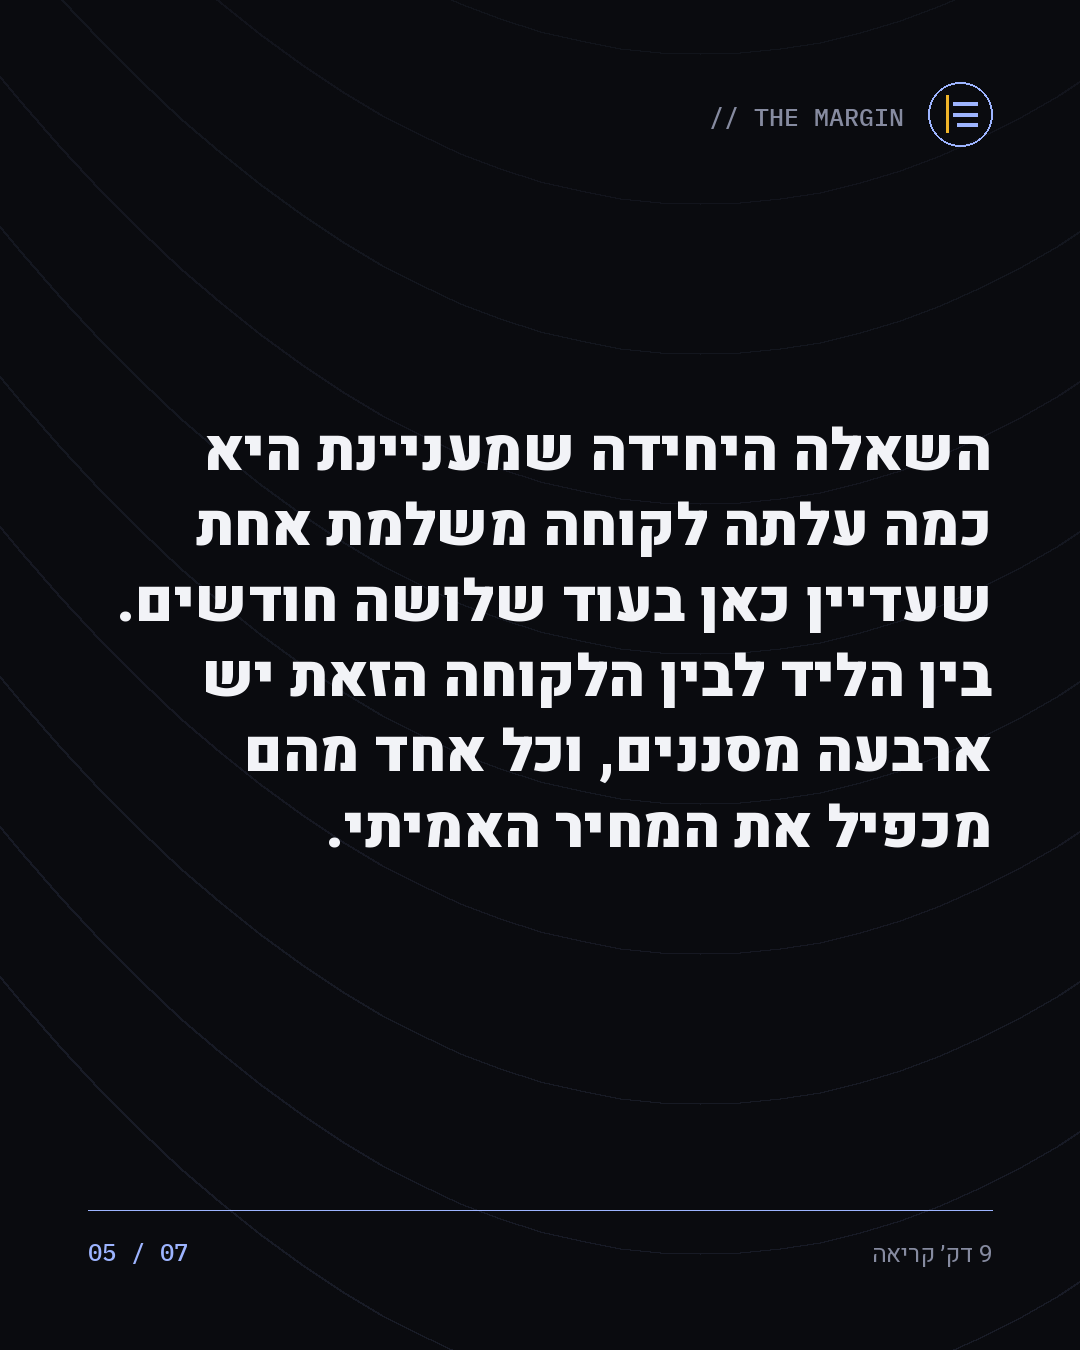 // THE MARGIN
השאלה היחידה שמעניינת היא
כמה עלתה לקוחה משלמת אחת
שעדיין כאן בעוד שלושה חודשים.
בין הליד לבין הלקוחה הזאת יש
ארבעה מסננים, וכל אחד מהם
מכפיל את המחיר האמיתי.
9 דק׳ קריאה
05 / 07